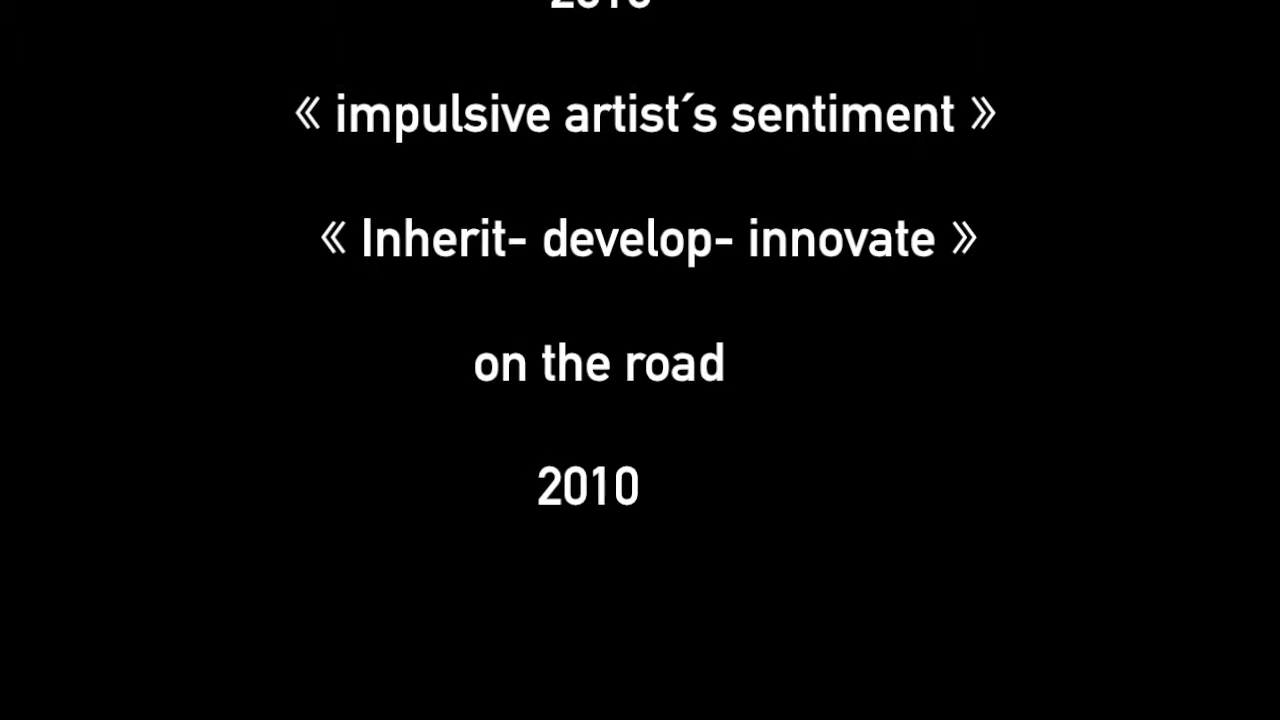 « impulsive artist´s sentiment »
« Inherit- develop- innovate »
on the road
2010